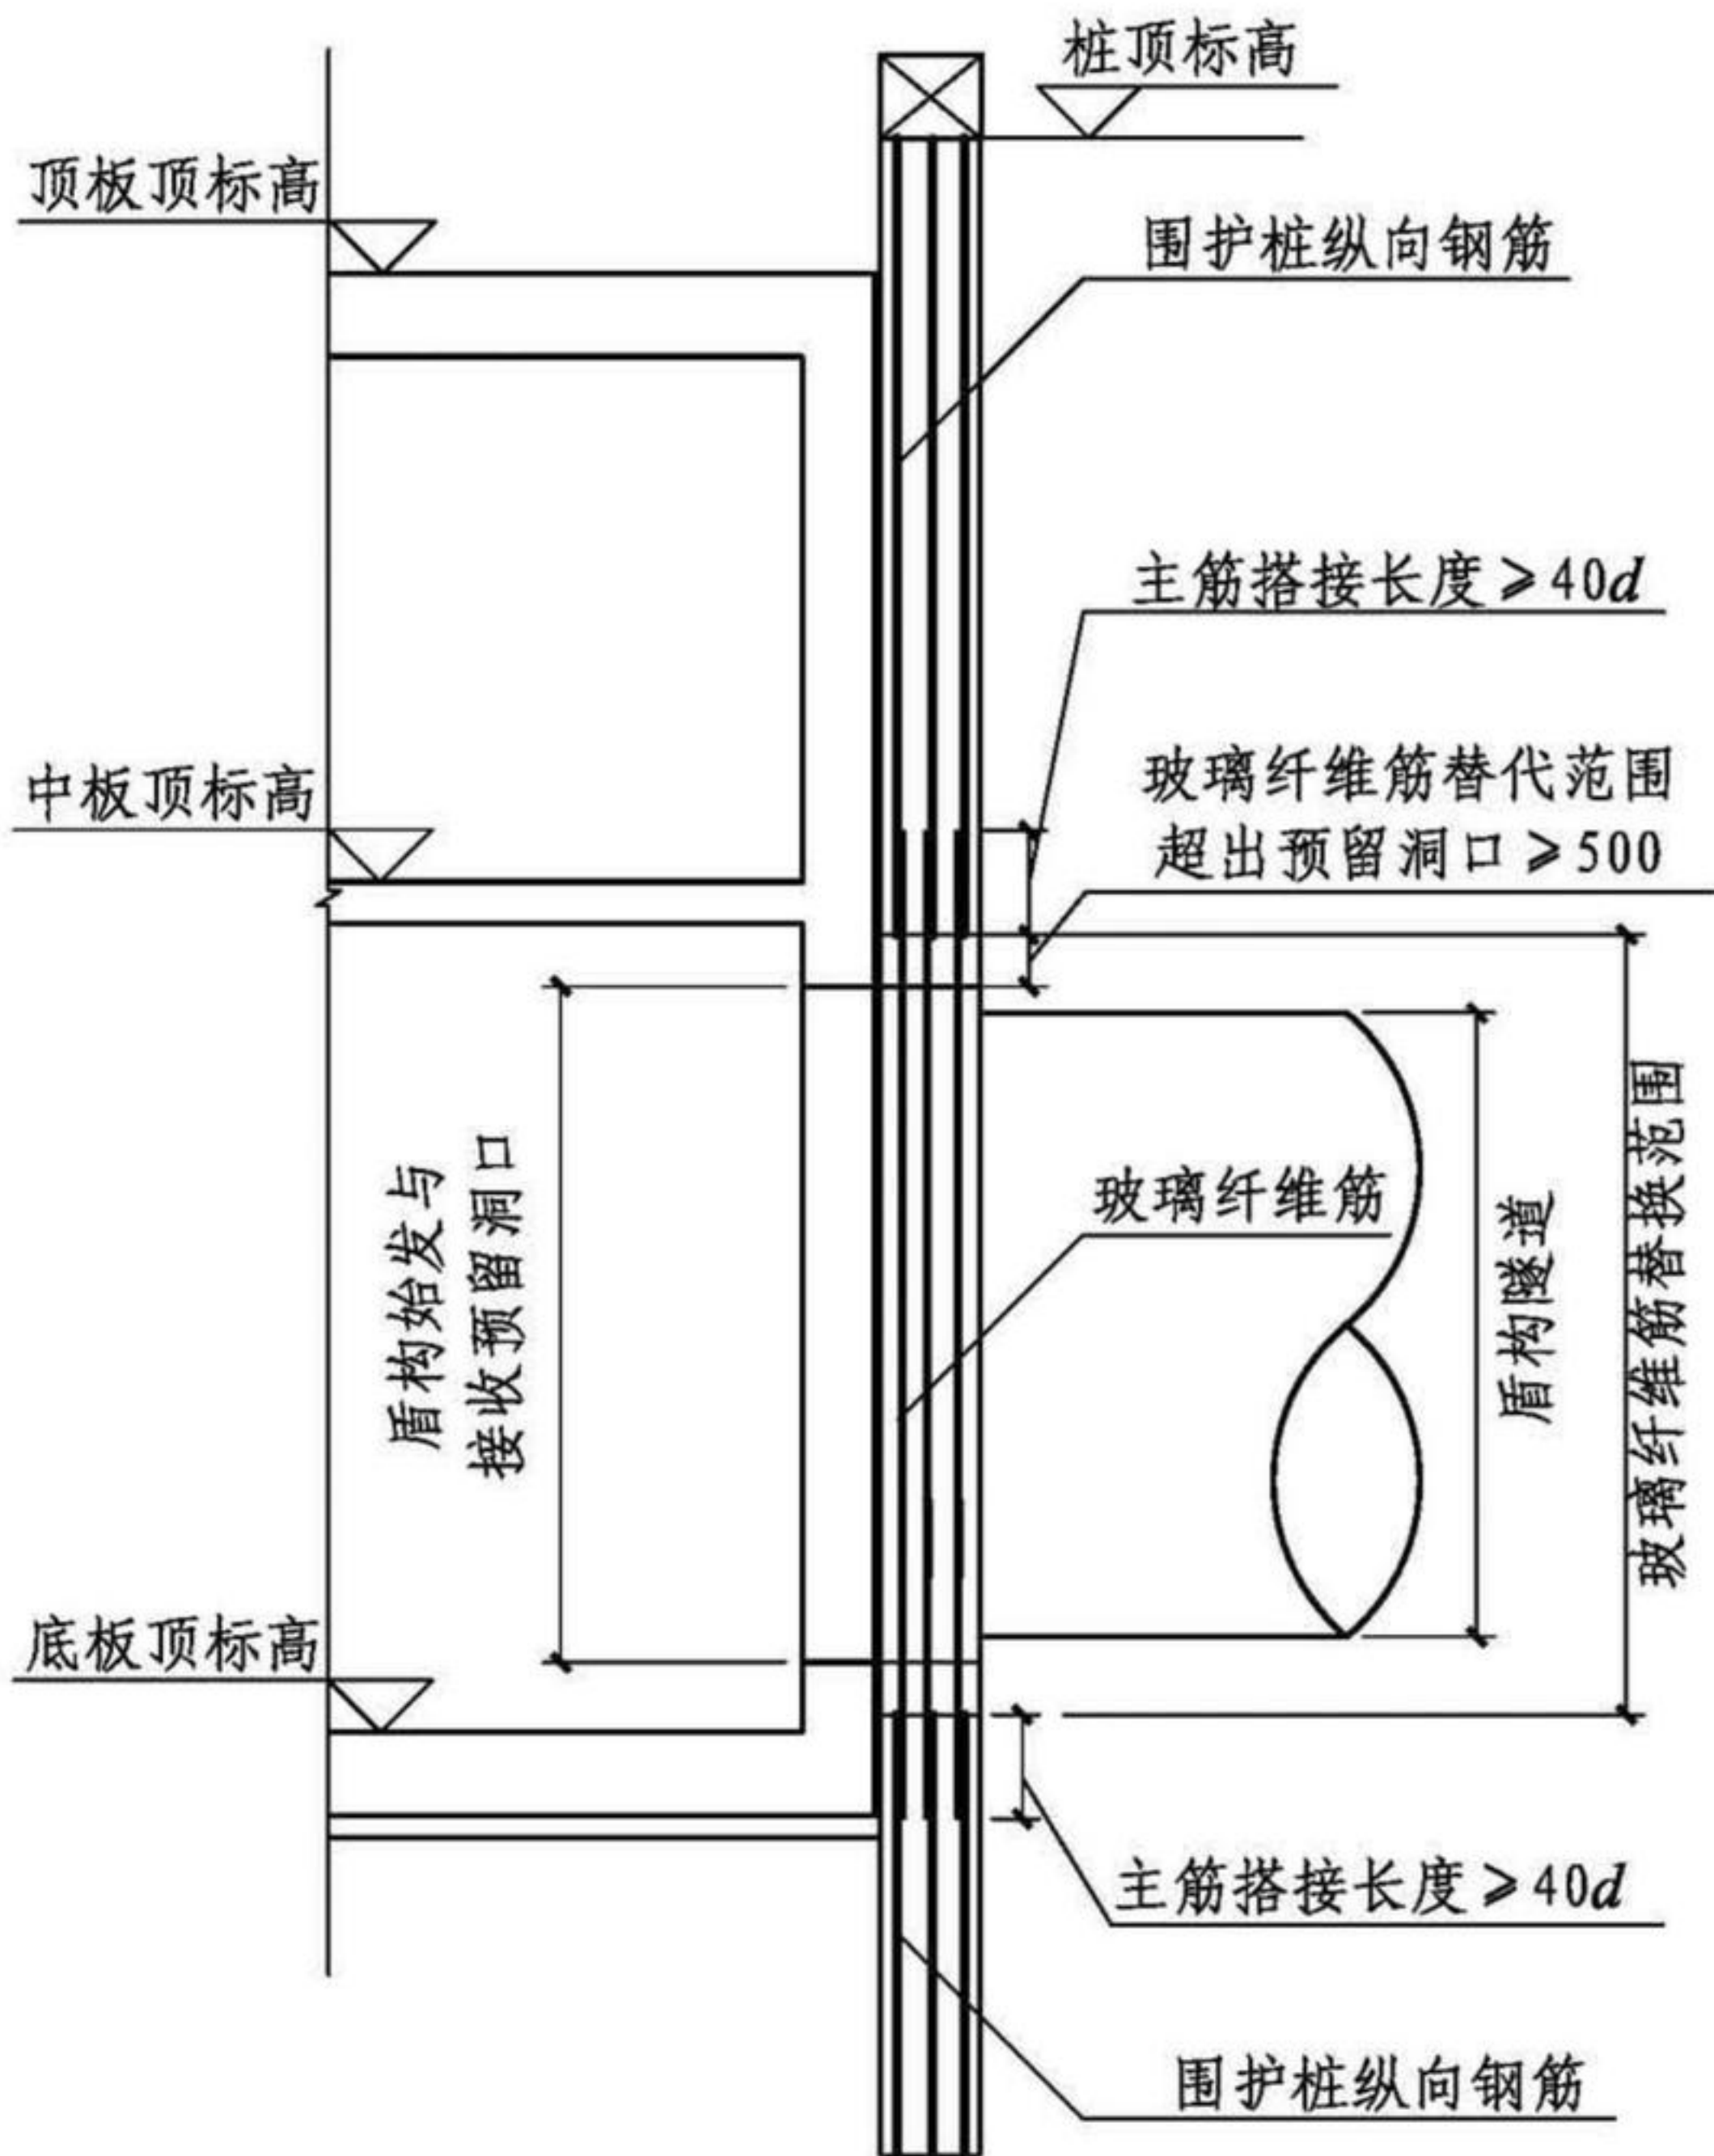 桩顶标高
顶板顶标高
围护桩纵向钢筋
主筋搭接长度≥40d
中板顶标高
玻璃纤维筋替代范围
超出预留洞口≥500
盾构始发与
接收预留洞口
玻璃纤维筋
盾构隧道
玻璃纤维筋替换范围
底板顶标高
主筋搭接长度≥40d
围护桩纵向钢筋